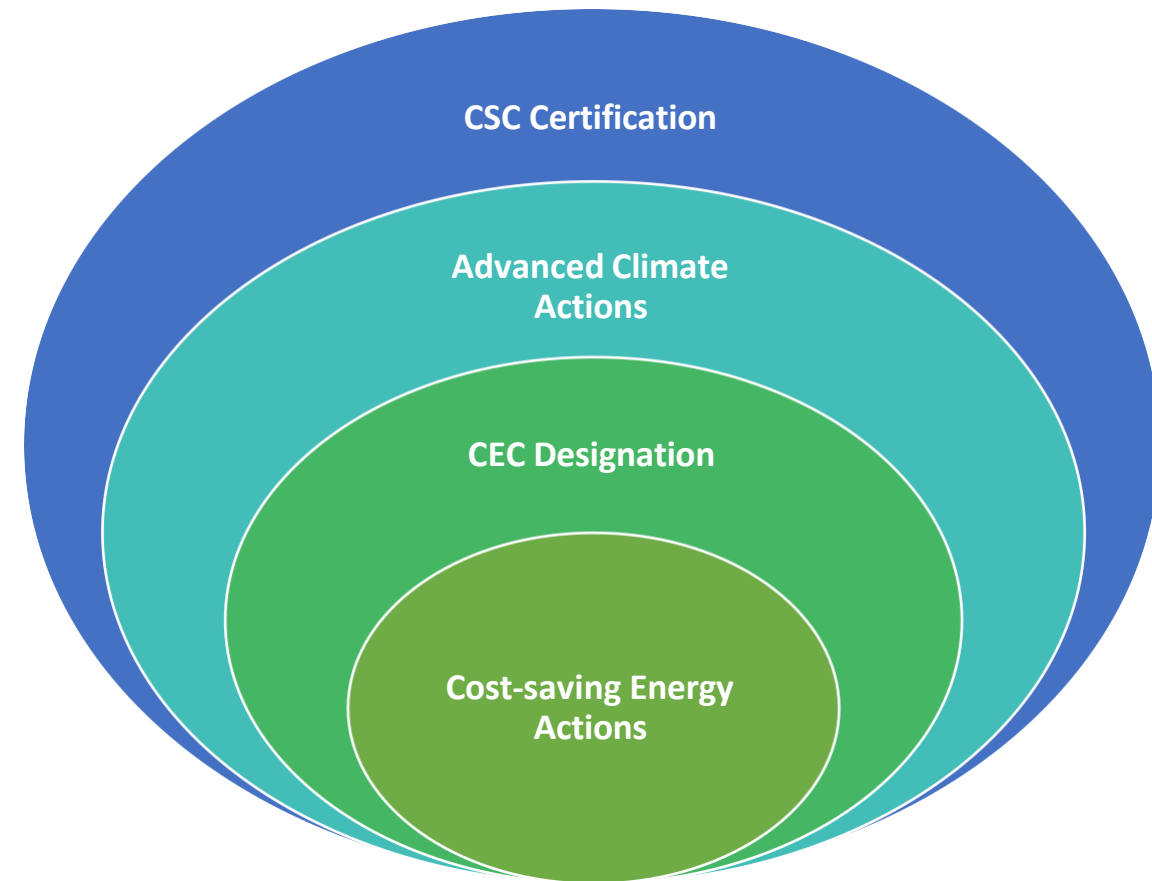 CSC Certification
Advanced Climate
Actions
CEC Designation
Cost-saving Energy
Actions